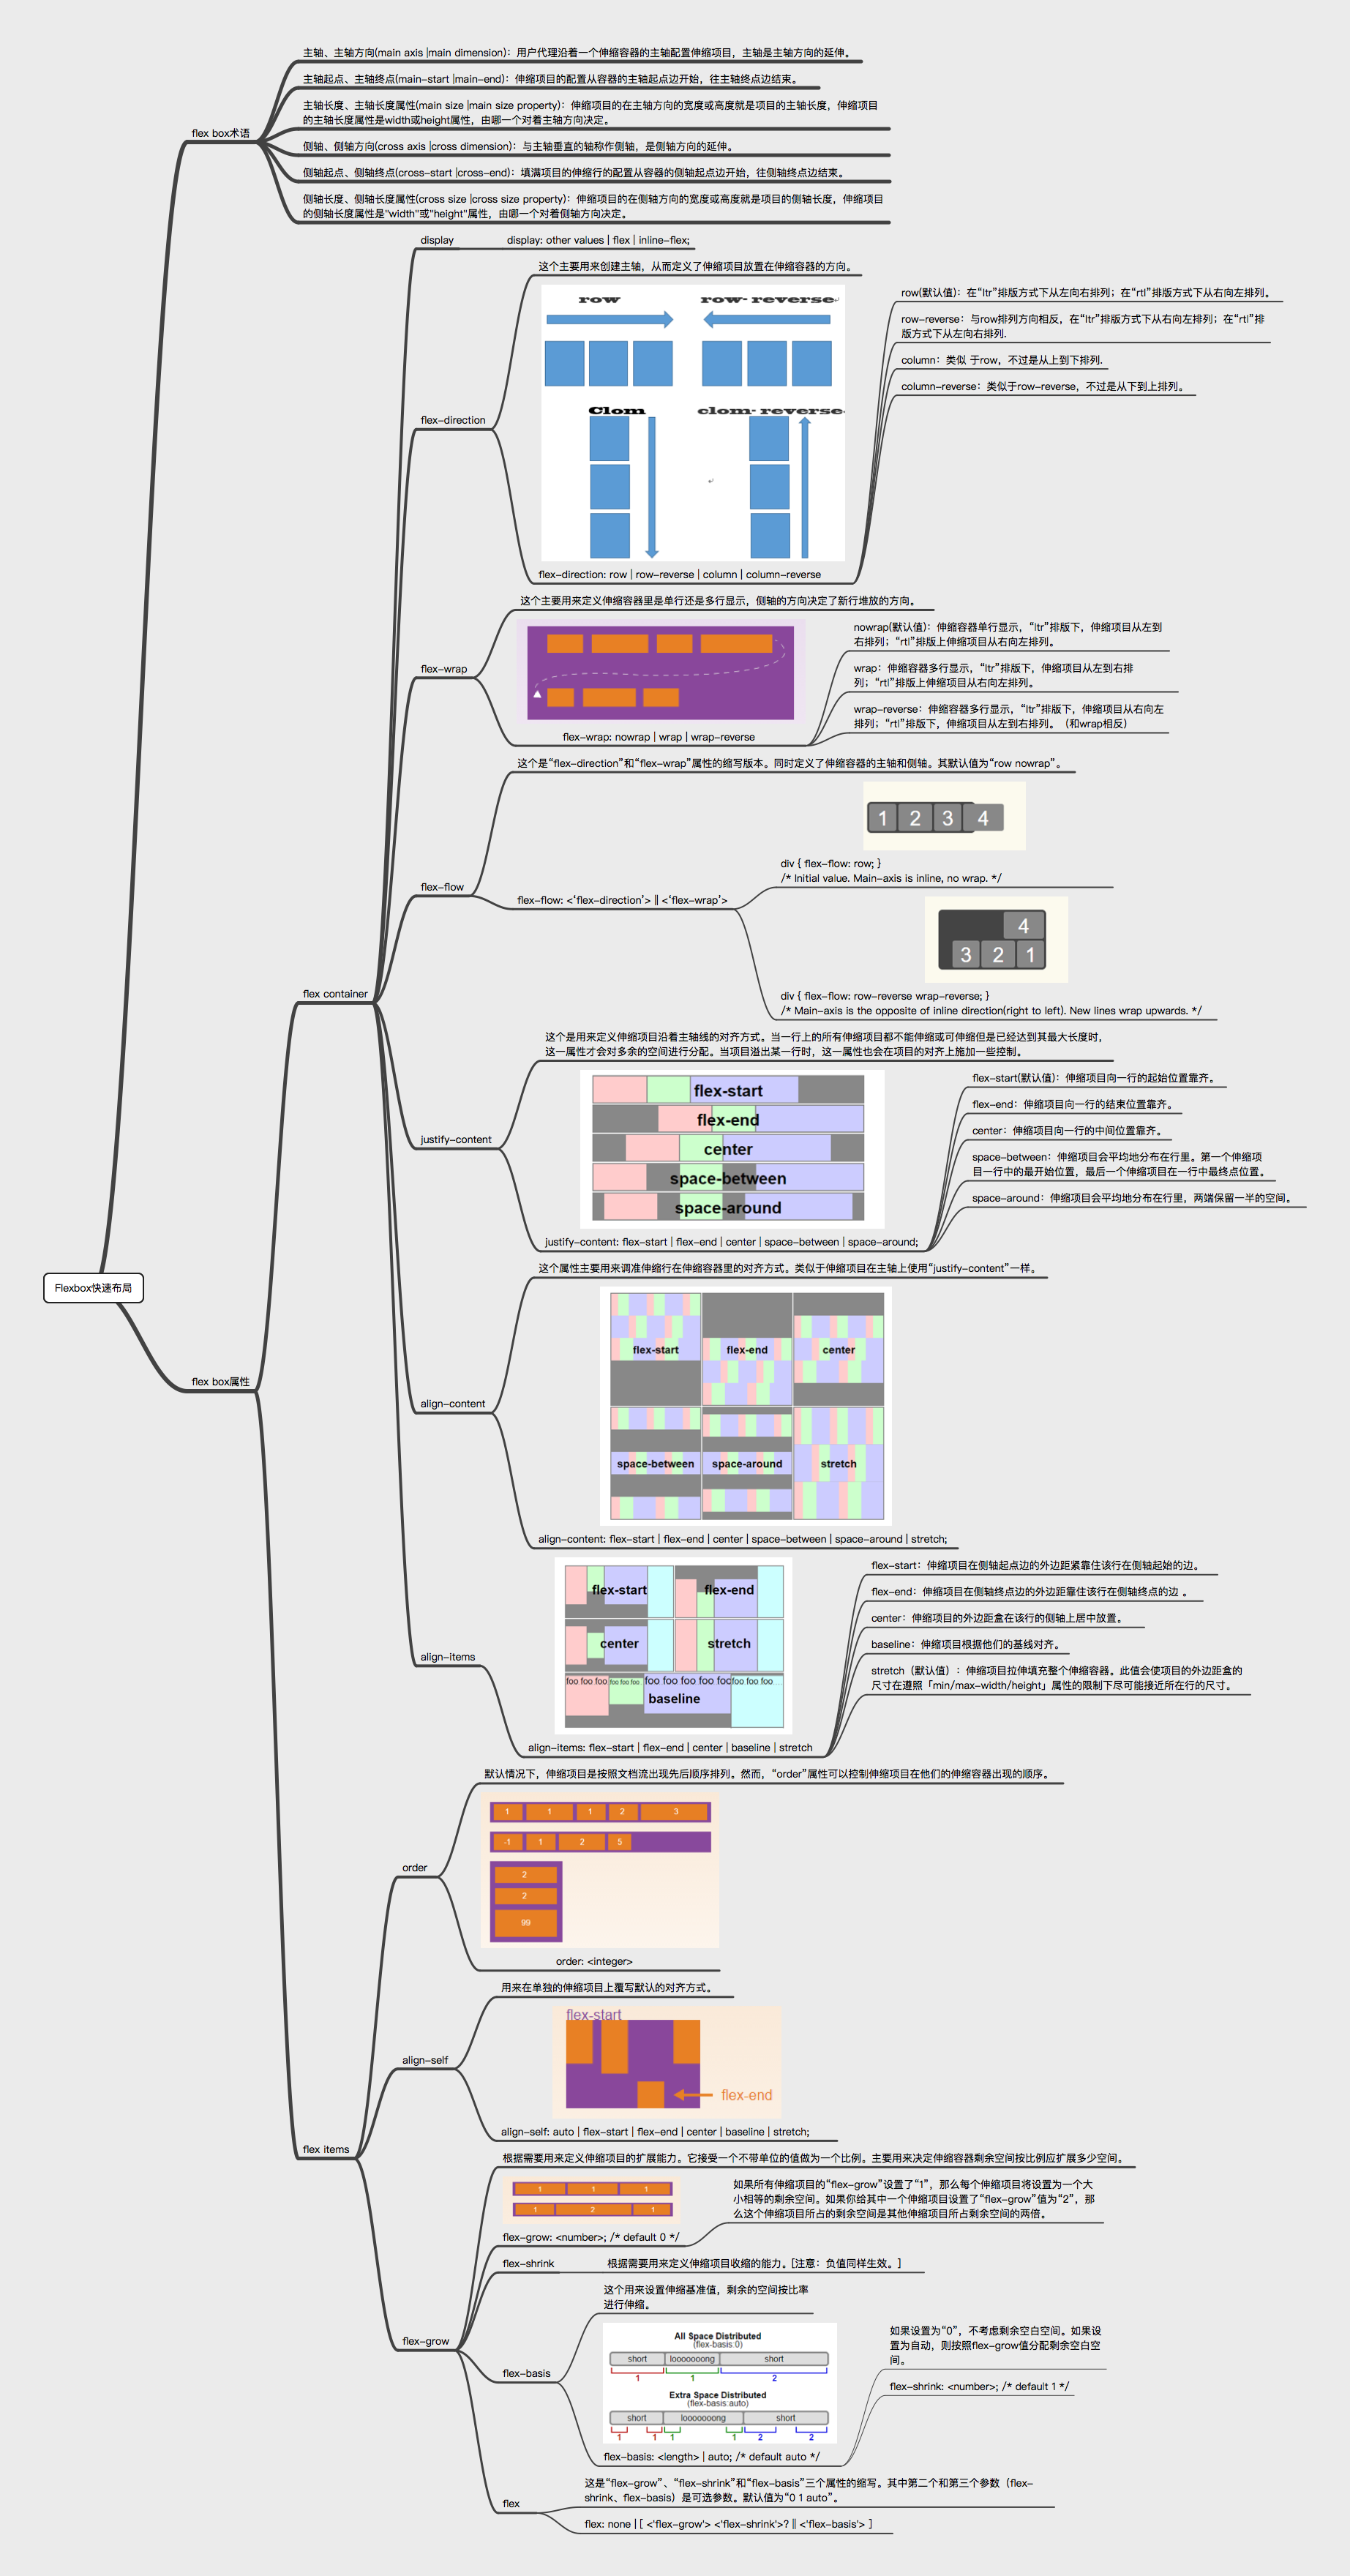 主轴、主轴方向(main axis |main dimension)：用户代理沿着一个伸缩容器的主轴配置伸缩项目，主轴是主轴方向的延伸。
主轴起点、主轴终点(main-start |main-end)：伸缩项目的配置从容器的主轴起点边开始，往主轴终点边结束。
主轴长度、主轴长度属性(main size |main size property)：伸缩项目的在主轴方向的宽度或高度就是项目的主轴长度，伸缩项目
的主轴长度属性是width或height属性，由哪一个对着主轴方向决定。
flex box术语
侧轴、侧轴方向(cross axis |cross dimension)：与主轴垂直的轴称作侧轴，是侧轴方向的延伸。
侧轴起点、侧轴终点(cross-start |cross-end)：填满项目的伸缩行的配置从容器的侧轴起点边开始，往侧轴终点边结束。
侧轴长度、侧轴长度属性(cross size |cross size property)：伸缩项目的在侧轴方向的宽度或高度就是项目的侧轴长度，伸缩项目
的侧轴长度属性是"width"或"height"属性，由哪一个对着侧轴方向决定。
display
display: other values | flex | inline-flex;
这个主要用来创建主轴，从而定义了伸缩项目放置在伸缩容器的方向。
row
row- reverse
Clom
clom- reverse
flex-direction
flex-direction: row | row-reverse | column | column-reverse
row(默认值)：在“ltr”排版方式下从左向右排列；在“rtl”排版方式下从右向左排列。
row-reverse：与row排列方向相反，在“ltr”排版方式下从右向左排列；在“rtl”排
版方式下从左向右排列.
column：类似 于row，不过是从上到下排列.
column-reverse：类似于row-reverse，不过是从下到上排列。
这个主要用来定义伸缩容器里是单行还是多行显示，侧轴的方向决定了新行堆放的方向。
flex-wrap
flex-wrap: nowrap | wrap | wrap-reverse
nowrap(默认值)：伸缩容器单行显示，“ltr”排版下，伸缩项目从左到
右排列；“rtl”排版上伸缩项目从右向左排列。
wrap：伸缩容器多行显示，“ltr”排版下，伸缩项目从左到右排
列；“rtl”排版上伸缩项目从右向左排列。
wrap-reverse：伸缩容器多行显示，“ltr”排版下，伸缩项目从右向左
排列；“rtl”排版下，伸缩项目从左到右排列。（和wrap相反）
这个是“flex-direction”和“flex-wrap”属性的缩写版本。同时定义了伸缩容器的主轴和侧轴。其默认值为“row nowrap”。
1 2 3 4
div { flex-flow: row; }
/* Initial value. Main-axis is inline, no wrap. */
flex-flow
flex-flow: <‘flex-direction’> || <‘flex-wrap’>
4
3 2 1
div { flex-flow: row-reverse wrap-reverse; }
/* Main-axis is the opposite of inline direction(right to left). New lines wrap upwards. */
flex container
这个是用来定义伸缩项目沿着主轴线的对齐方式。当一行上的所有伸缩项目都不能伸缩或可伸缩但是已经达到其最大长度时，
这一属性才会对多余的空间进行分配。当项目溢出某一行时，这一属性也会在项目的对齐上施加一些控制。
flex-start
flex-end
center
space-between
space-around
justify-content
justify-content: flex-start | flex-end | center | space-between | space-around;
flex-start(默认值)：伸缩项目向一行的起始位置靠齐。
flex-end：伸缩项目向一行的结束位置靠齐。
center：伸缩项目向一行的中间位置靠齐。
space-between：伸缩项目会平均地分布在行里。第一个伸缩项
目一行中的最开始位置，最后一个伸缩项目在一行中最终点位置。
space-around：伸缩项目会平均地分布在行里，两端保留一半的空间。
Flexbox快速布局
flex box属性
这个属性主要用来调准伸缩行在伸缩容器里的对齐方式。类似于伸缩项目在主轴上使用“justify-content”一样。
flex-start
flex-end
center
space-between
space-around
stretch
align-content
align-content: flex-start | flex-end | center | space-between | space-around | stretch;
flex-start
flex-end
center
stretch
foo foo foo
foo foo foo
foo foo foo foo foo
foo foo foo
baseline
align-items
align-items: flex-start | flex-end | center | baseline | stretch
flex-start：伸缩项目在侧轴起点边的外边距紧靠住该行在侧轴起始的边。
flex-end：伸缩项目在侧轴终点边的外边距靠住该行在侧轴终点的边 。
center：伸缩项目的外边距盒在该行的侧轴上居中放置。
baseline：伸缩项目根据他们的基线对齐。
stretch（默认值）：伸缩项目拉伸填充整个伸缩容器。此值会使项目的外边距盒的
尺寸在遵照「min/max-width/height」属性的限制下尽可能接近所在行的尺寸。
默认情况下，伸缩项目是按照文档流出现先后顺序排列。然而，“order”属性可以控制伸缩项目在他们的伸缩容器出现的顺序。
1 1 1 2 3
-1 1 2 5
2
2
99
order
order: <integer>
用来在单独的伸缩项目上覆写默认的对齐方式。
flex-start
flex-end
align-self
align-self: auto | flex-start | flex-end | center | baseline | stretch;
flex items
根据需要用来定义伸缩项目的扩展能力。它接受一个不带单位的值做为一个比例。主要用来决定伸缩容器剩余空间按比例应扩展多少空间。
1 1 1
1 2 1
flex-grow: <number>; /* default 0 */
如果所有伸缩项目的“flex-grow”设置了“1”，那么每个伸缩项目将设置为一个大
小相等的剩余空间。如果你给其中一个伸缩项目设置了“flex-grow”值为“2”，那
么这个伸缩项目所占的剩余空间是其他伸缩项目所占剩余空间的两倍。
flex-shrink
根据需要用来定义伸缩项目收缩的能力。[注意：负值同样生效。]
flex-grow
这个用来设置伸缩基准值，剩余的空间按比率
进行伸缩。
All Space Distributed
(flex-basis:0)
short looooooong short
1 1 2
Extra Space Distributed
(flex-basis:auto)
short looooooong short
1 1 1 1 2 2
flex-basis
flex-basis: <length> | auto; /* default auto */
如果设置为“0”，不考虑剩余空白空间。如果设
置为自动，则按照flex-grow值分配剩余空白空
间。
flex-shrink: <number>; /* default 1 */
这是“flex-grow”、“flex-shrink”和“flex-basis”三个属性的缩写。其中第二个和第三个参数（flex-
shrink、flex-basis）是可选参数。默认值为“0 1 auto”。
flex
flex: none | [ <'flex-grow'> <'flex-shrink'>? || <'flex-basis'> ]